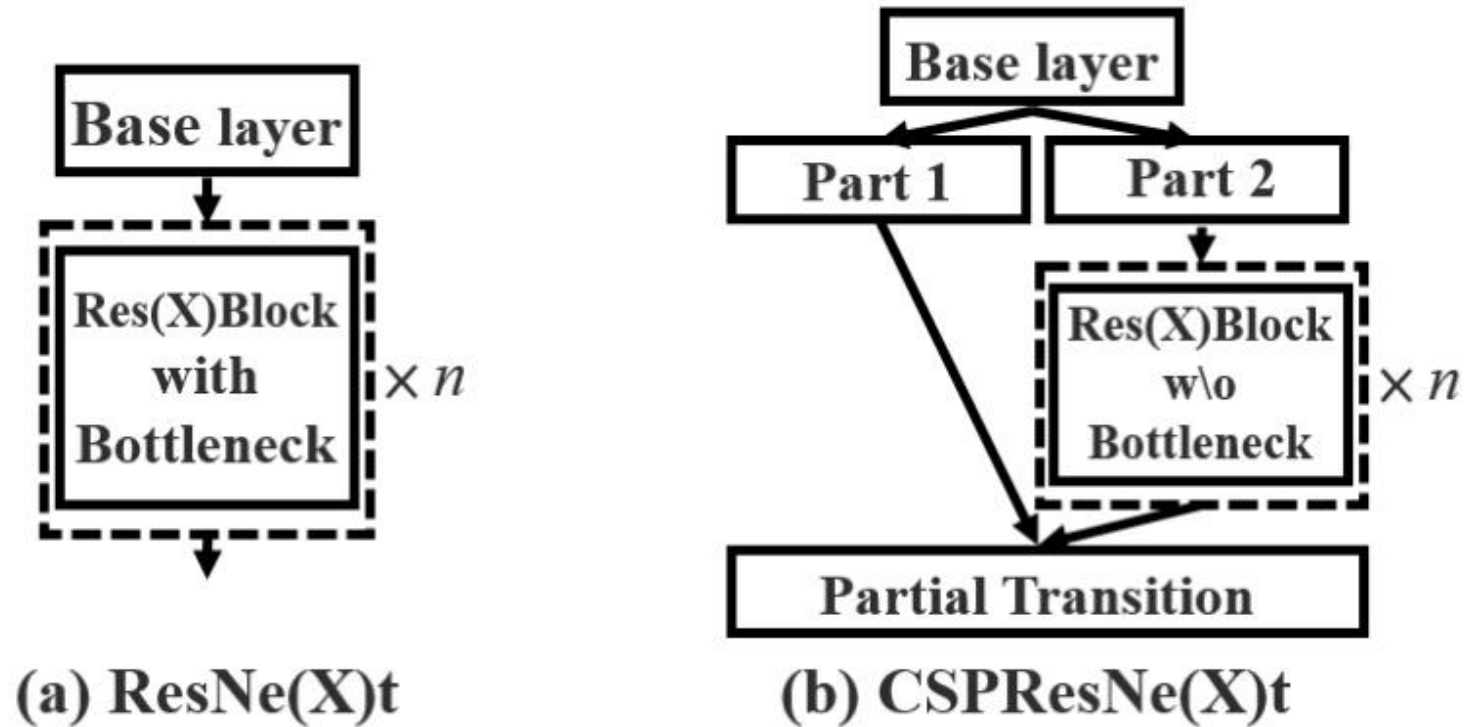 Base layer
Res(X)Block
with
Bottleneck
× n
(a) ResNe(X)t
Base layer
Part 1
Part 2
Res(X)Block
w\o
Bottleneck
× n
Partial Transition
(b) CSPResNe(X)t